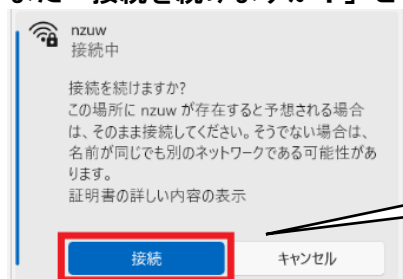 nzuw
接続中
接続を続けますか?
この場所に nzuw が存在すると予想される場合
は、そのまま接続してください。そうでない場合は、
名前が同じでも別のネットワークである可能性があ
ります。
証明書の詳しい内容の表示
接続
キャンセル